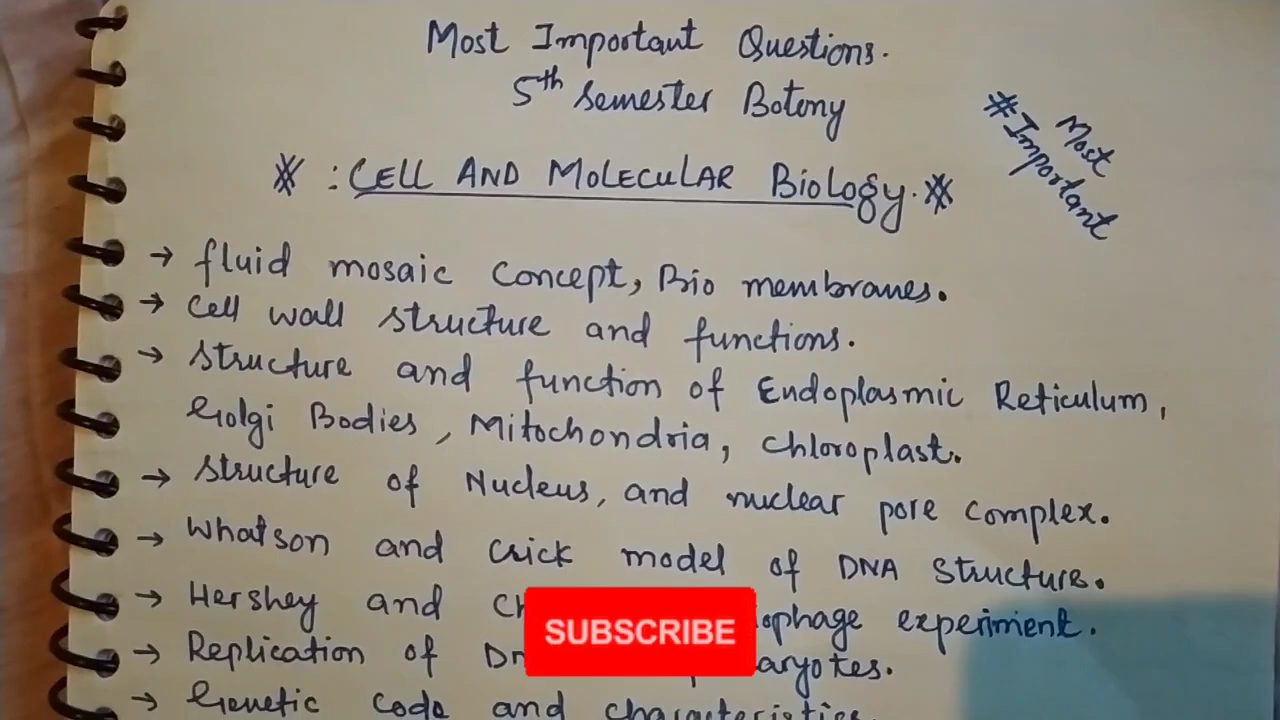 Most Important Questions.
5th Semester Botony
* : CELL AND MOLECULAR BiologY. *
# Most Important
→ fluid mosaic concept, Bio membranes.
→ Cell wall structure and functions.
→ Structure and function of Endoplasmic Reticulum,
Golgi Bodies, Mitochondria, Chloroplast.
→ Structure of Nucleus, and nuclear pore complex.
→ Whatson and Crick model of DNA Structure.
→ Hershey and experiment.
SUBSCRIBE
→ Replication of
→ Genetic code and characteristics.